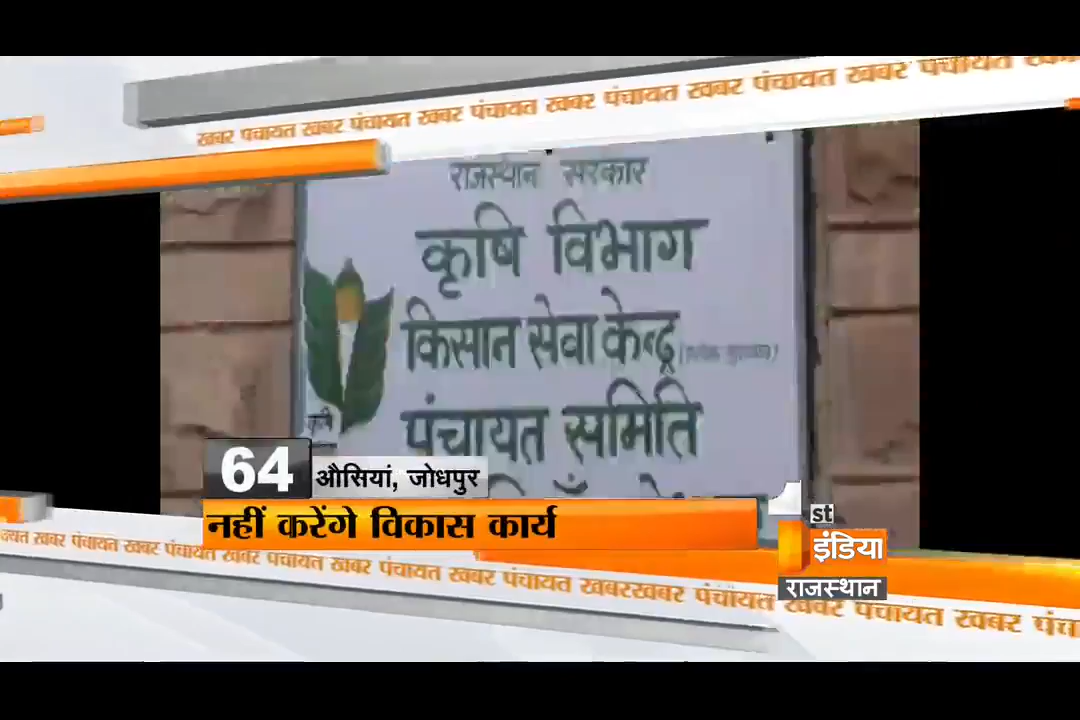 खबर पंचायत खबर पंचायत खबर पंचायत खबर पंचायत खबर पंचायत खबर पंचायत
राजस्थान सरकार
कृषि विभाग
किसान सेवा केन्द्र
पंचायत समिति
कृषि
64
औसियां, जोधपुर
नहीं करेंगे विकास कार्य
1st
इंडिया
राजस्थान
खबर पंचायत खबर पंचायत खबर पंचायत खबर पंचायत खबर पंचायत खबरखबर पंचायत खबर पंचायत खबर